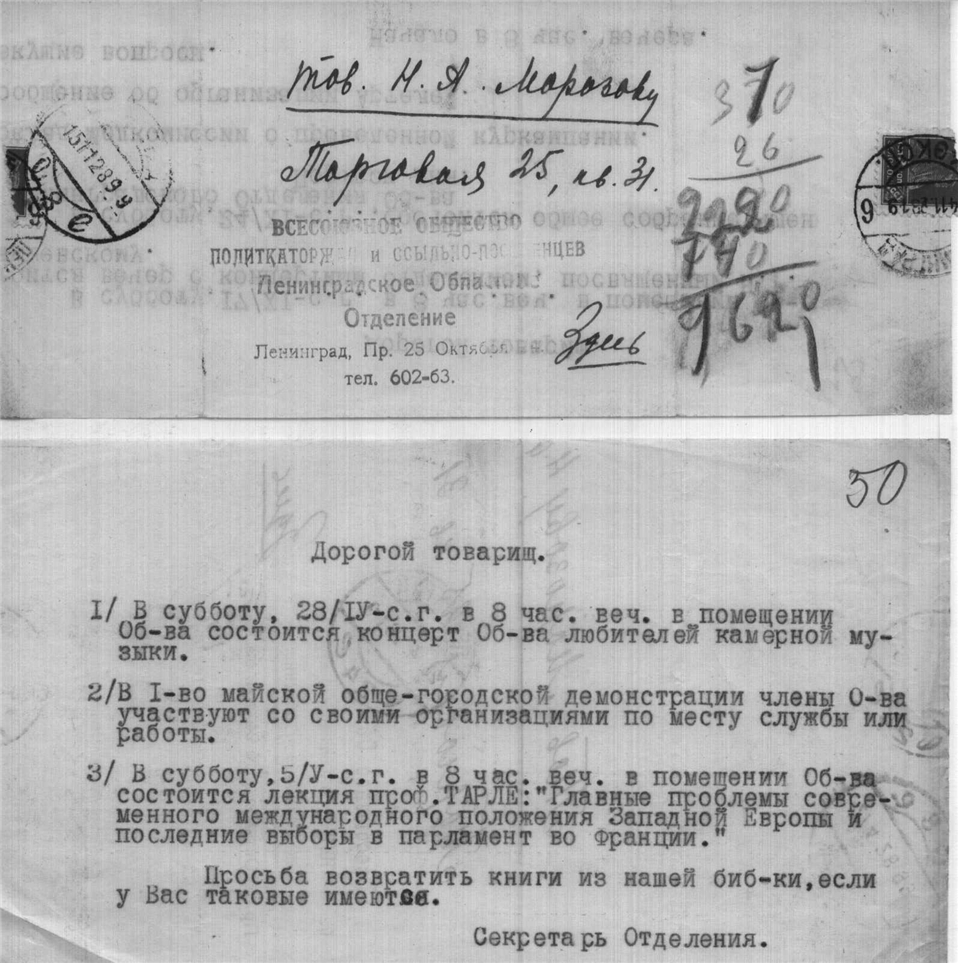 тов. Н. А. Морозову
Торговая 25, кв. 31.
370
26
2220
740
9620
ВСЕСОЮЗНОЕ ОБЩЕСТВО
ПОЛИТКАТОРЖАН и ССЫЛЬНО-ПОСЕЛЕНЦЕВ
Ленинградское Областное
Отделение
Ленинград, Пр. 25 Октября
тел. 602-63.
Здесь
6
50
Дорогой товарищ.
1/ В субботу, 28/IУ-с.г. в 8 час. веч. в помещении
Об-ва состоится концерт Об-ва любителей камерной му-
зыки.
2/В I-во майской обще-городской демонстрации члены О-ва
участвуют со своими организациями по месту службы или
работы.
3/ В субботу,5/У-с.г. в 8 час. веч. в помещении Об-ва
состоится лекция проф.ТАРЛЕ:"Главные проблемы совре-
менного международного положения Западной Европы и
последние выборы в парламент во Франции."
Просьба возвратить книги из нашей биб-ки,если
у Вас таковые имеются.
Секретарь Отделения.